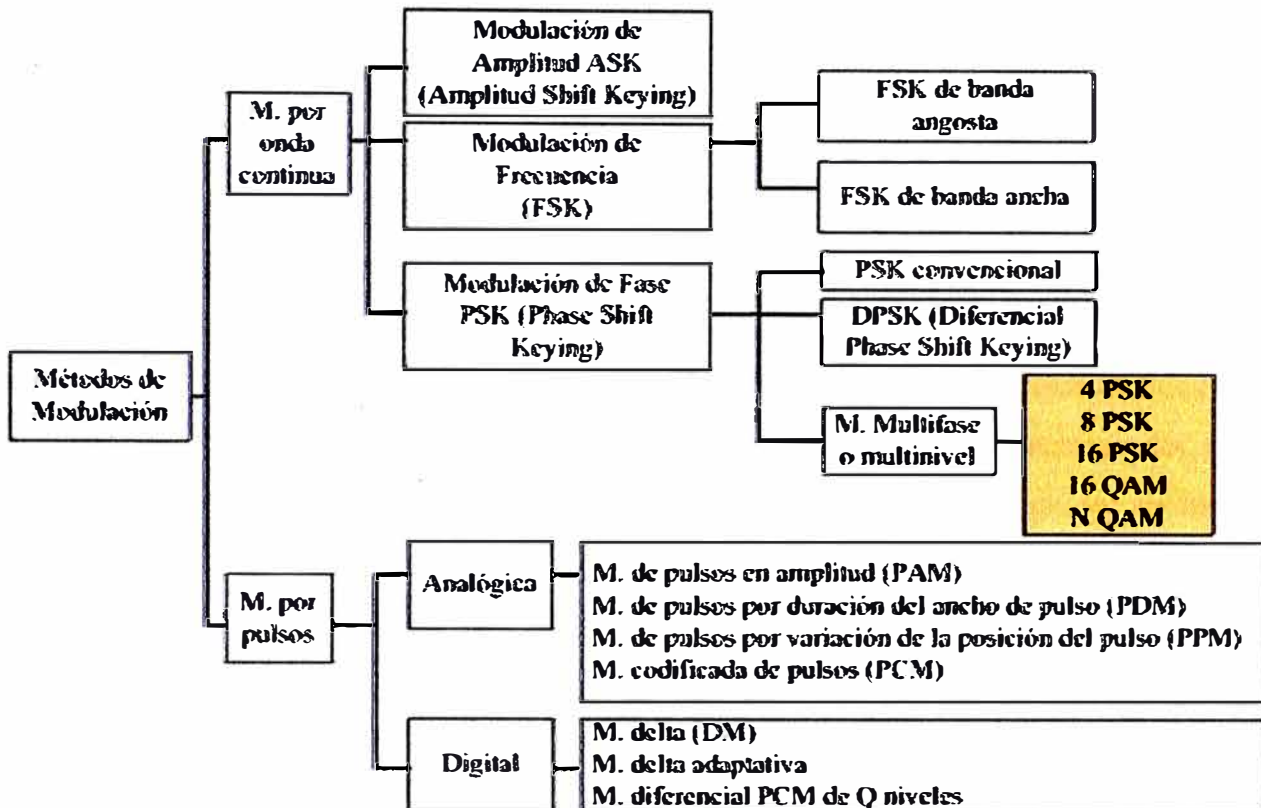 Métodos de
Modulación
M. por
onda
continua
Modulación de
Amplitud ASK
(Amplitud Shift Keying)
Modulación de
Frecuencia
(FSK)
FSK de banda
angosta
FSK de banda ancha
Modulación de Fase
PSK (Phase Shift
Keying)
PSK convencional
DPSK (Diferencial
Phase Shift Keying)
M. Multifase
o multinivel
4 PSK
8 PSK
16 PSK
16 QAM
N QAM
M. por
pulsos
Analógica
M. de pulsos en amplitud (PAM)
M. de pulsos por duración del ancho de pulso (PDM)
M. de pulsos por variación de la posición del pulso (PPM)
M. codificada de pulsos (PCM)
Digital
M. delta (DM)
M. delta adaptativa
M. diferencial PCM de Q niveles